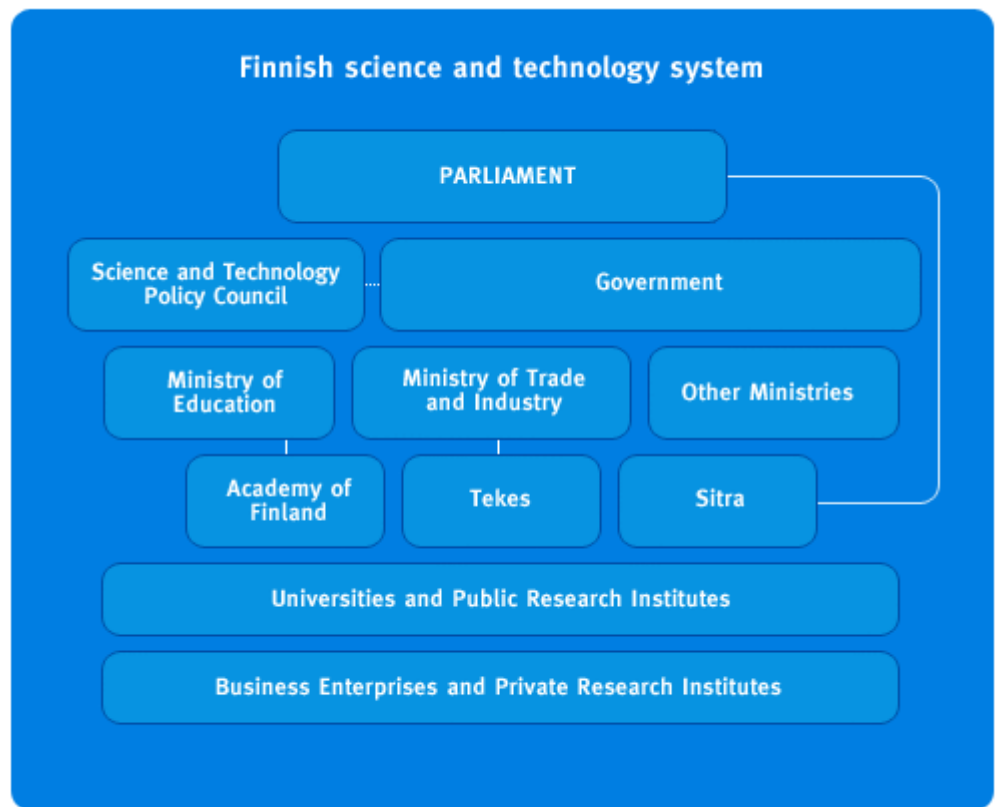 Finnish science and technology system
PARLIAMENT
Science and Technology
Policy Council
Government
Ministry of
Education
Ministry of Trade
and Industry
Other Ministries
Academy of
Finland
Tekes
Sitra
Universities and Public Research Institutes
Business Enterprises and Private Research Institutes